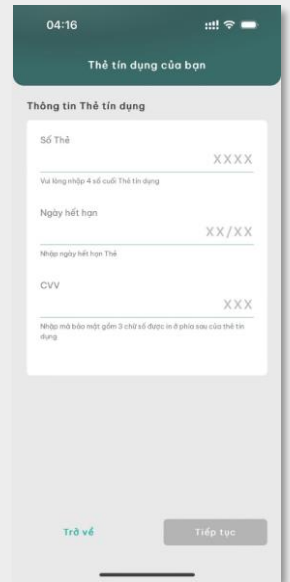 04:16
Thẻ tín dụng của bạn
Thông tin Thẻ tín dụng
Số Thẻ
XXXX
Vui lòng nhập 4 số cuối Thẻ tín dụng
Ngày hết hạn
XX/XX
Nhập ngày hết hạn Thẻ
CVV
XXX
Nhập mã bảo mật gồm 3 chữ số được in ở phía sau của thẻ tín
dụng
Trở về
Tiếp tục